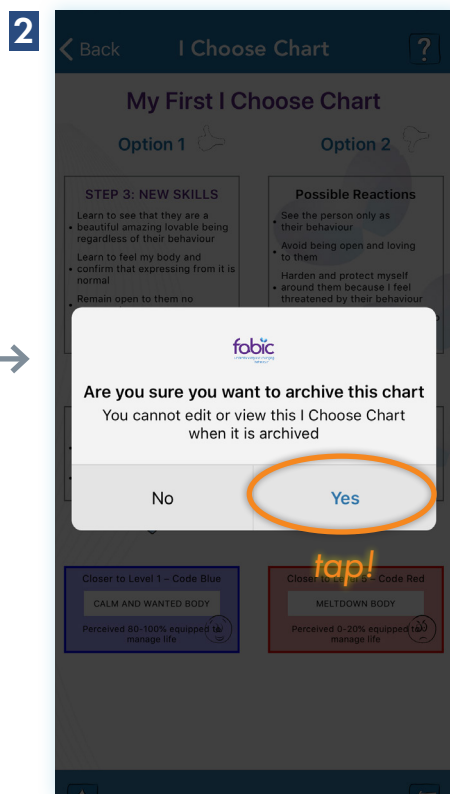 2
Back
I Choose Chart
?
My First I Choose Chart
Option 1
Option 2
STEP 3: NEW SKILLS
Learn to see that they are a
• beautiful amazing lovable being
regardless of their behaviour
Learn to feel my body and
• confirm that expressing from it is
normal
Remain open to them no
Possible Reactions
See the person only as
• their behaviour
Avoid being open and loving
• to them
Harden and protect myself
• around them because I feel
threatened by their behaviour
fobic
Are you sure you want to archive this chart
You cannot edit or view this I Choose Chart
when it is archived
No
Yes
tap!
Closer to Level 1 – Code Blue
CALM AND WANTED BODY
Perceived 80-100% equipped to
manage life
Closer to – Code Red
MELTDOWN BODY
Perceived 0-20% equipped to
manage life